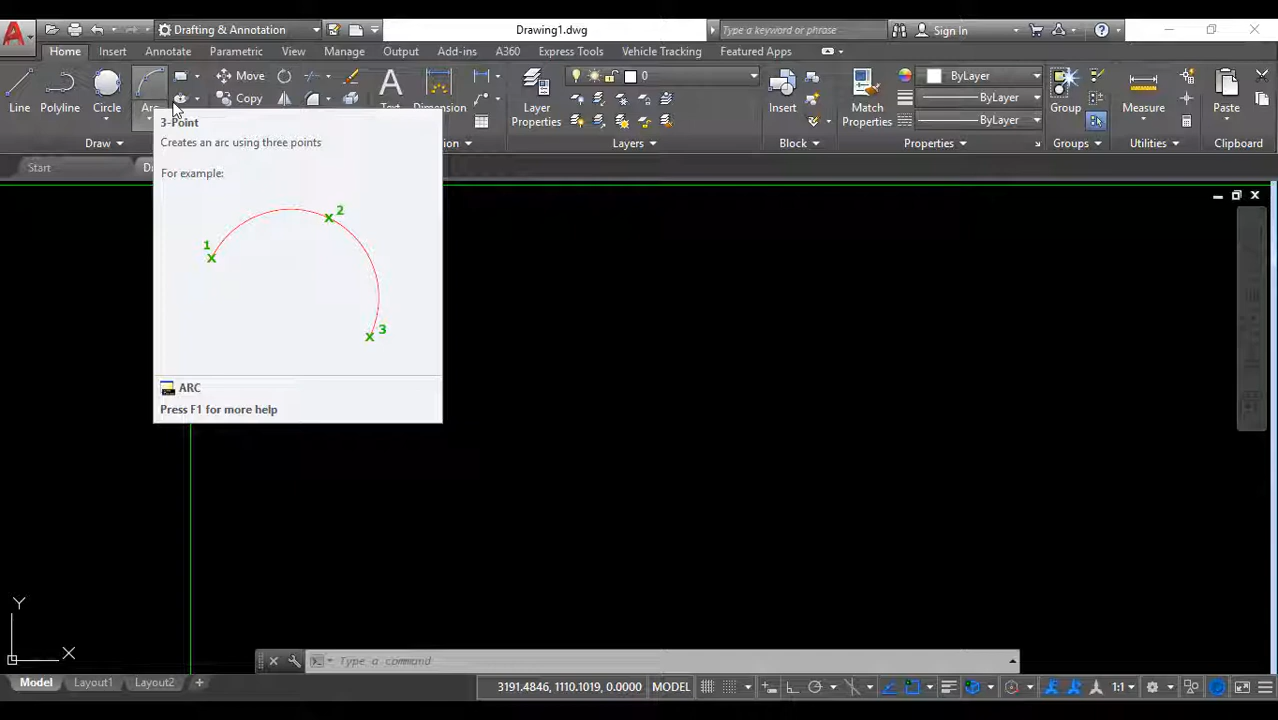 Drafting & Annotation
Drawing1.dwg
Type a keyword or phrase
Sign In
Home Insert Annotate Parametric View Manage Output Add-ins A360 Express Tools Vehicle Tracking Featured Apps
Line Polyline Circle Arc
Move
Copy
Text Dimension
Layer
Properties
0
Insert
Match
Properties
ByLayer
ByLayer
ByLayer
Group
Measure
Paste
Draw
Layers
Block
Properties
Groups
Utilities
Clipboard
Start
3-Point
Creates an arc using three points
For example:
1
2
3
ARC
Press F1 for more help
Y
X
Type a command
Model Layout1 Layout2
3191.4846, 1110.1019, 0.0000 MODEL
1:1